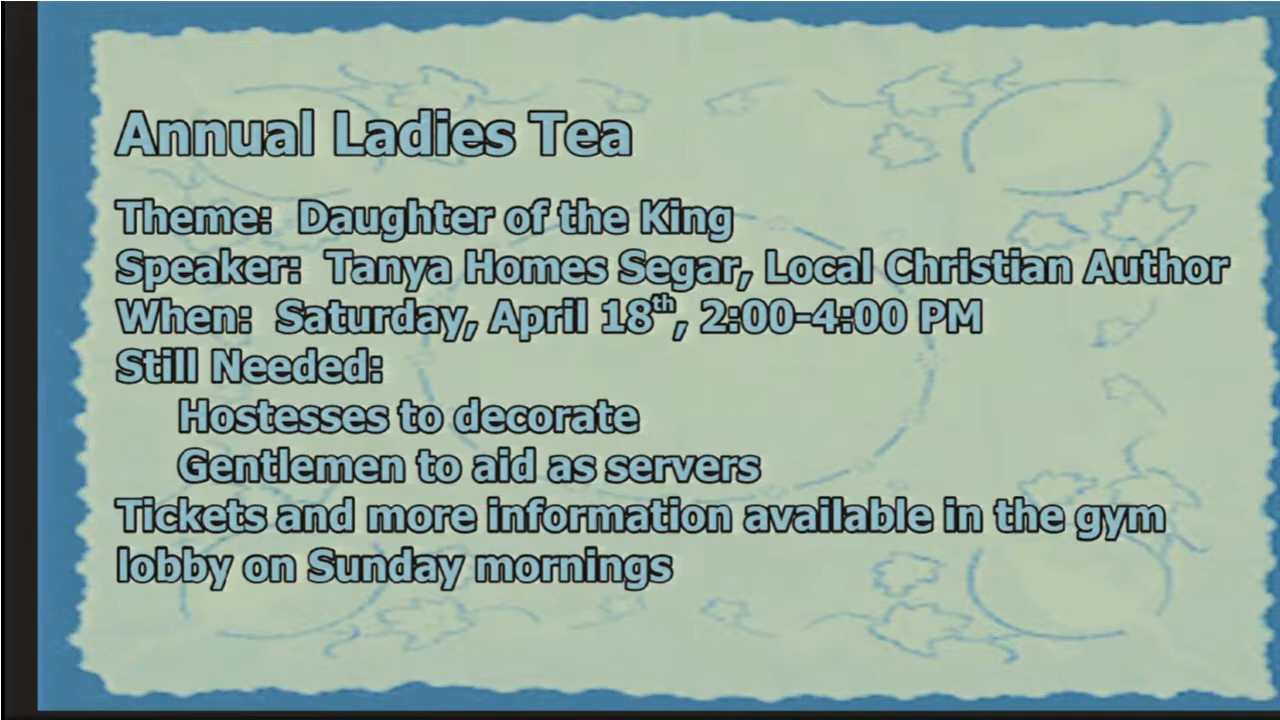 Annual Ladies Tea
Theme: Daughter of the King
Speaker: Tanya Homes Segar, Local Christian Author
When: Saturday, April 18th, 2:00-4:00 PM
Still Needed:
Hostesses to decorate
Gentlemen to aid as servers
Tickets and more information available in the gym
lobby on Sunday mornings